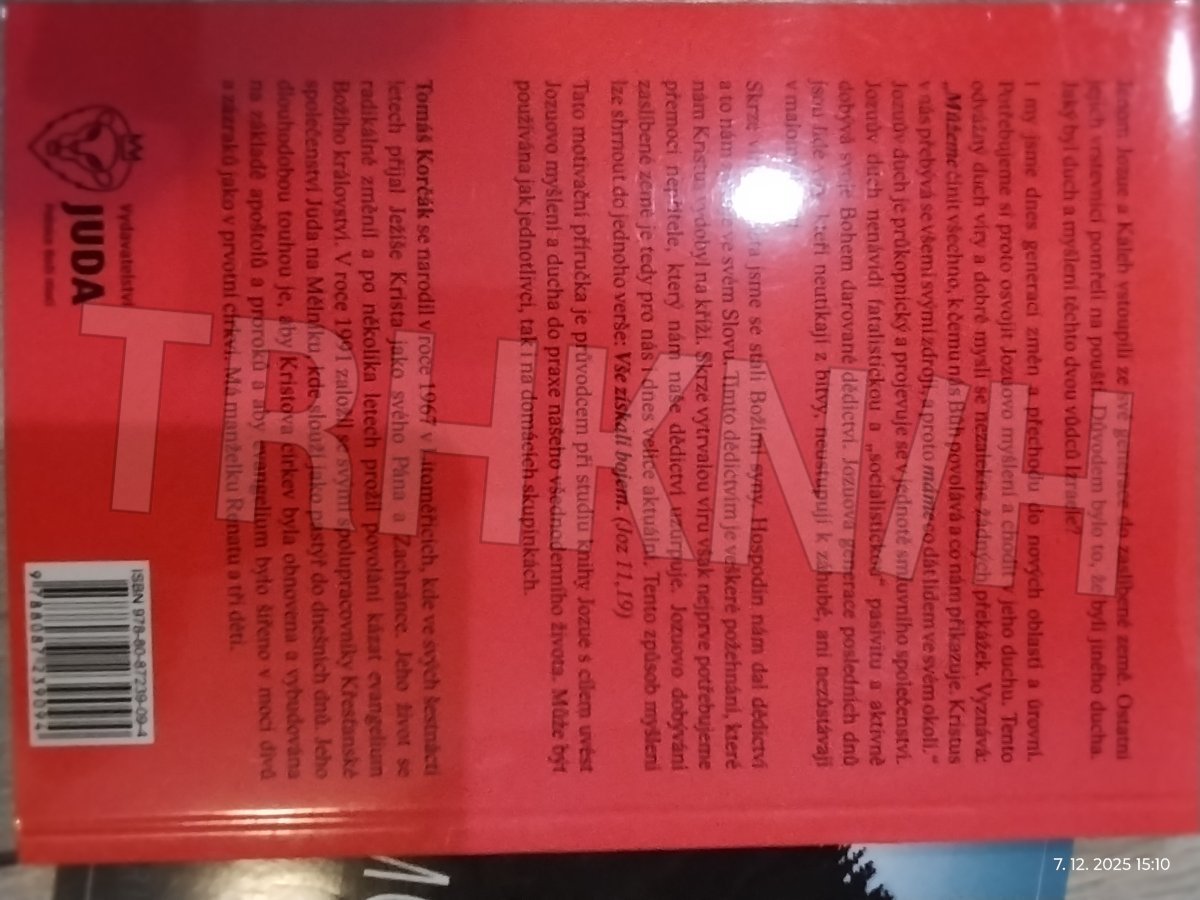 Jenom Jozue a Káleb vstoupili ze své generace do zaslíbené země. Ostatní
jejich vrstevníci pomřeli na poušti. Důvodem bylo to, že byli jiného ducha.
Jaký byl duch a myšlení těchto dvou vůdců Izraele?
I my jsme dnes generací změn a přechodu do nových oblastí a úrovní.
Potřebujeme si proto osvojit Jozuovo myšlení a chodit v jeho duchu. Tento
odvážný duch víry a dobré mysli se nezalekne žádných překážek. Vyznává:
„Můžeme činit všechno, k čemu nás Bůh povolává a co nám přikazuje. Kristus
v nás přebývá se všemi svými zdroji, a proto máme co dát lidem ve svém okolí.“
Jozuův duch je průkopnický a projevuje se v jednotě smluvního společenství.
Jozuův duch nenávidí fatalistickou a „socialistickou“ pasivitu a aktivně
dobývá svité Bohem darované dědictví. Jozuova generace posledních dnů
jsou lidé kteří neutíkají z bitvy, neustupují k záhubě, ani nezůstávají
v malom
Skrze jsme se stali Božími syny. Hospodin nám dal dědictví
a to nám ve svém Slovu. Tímto dědictvím je veškeré požehnání, které
nám Kristus vydobyl na kříži. Skrze vytrvalou víru však nejprve potřebujeme
přemoci nepřítele, který nám naše dědictví uzurpuje. Jozuovo dobývání
zaslíbené země je tedy pro nás i dnes velice aktuální. Tento způsob myšlení
lze shrnout do jednoho verše: Vše získali bojem. (Joz 11,19)
Tato motivační příručka je průvodcem při studiu knihy Jozue s cílem uvést
Jozuovo myšlení a ducha do praxe našeho všednodenního života. Může být
používána jak jednotlivci, tak i na domácích skupinkách.
Tomáš Korčák se narodil v roce 1967 v Litoměřicích, kde ve svých šestnácti
letech přijal Ježíše Krista jako svého Pána a Zachránce. Jeho život se
radikálně změnil a po několika letech prožil povolání kázat evangelium
Božího království. V roce 1991 založil se svými spolupracovníky Křesťanské
společenství Juda na Mělníku, kde slouží jako pastýř do dnešních dnů. Jeho
dlouhodobou touhou je, aby Kristova církev byla obnovena a vybudována
na základě apoštolů a proroků a aby evangelium bylo šířeno v moci divů
a zázraků jako v prvotní církvi. Má manželku Renatu a tři děti.
Vydavatelství
JUDA
ISBN 978-80-87239-09-4
9 788087 239094
TRHKNIH
7. 12. 2025 15:10